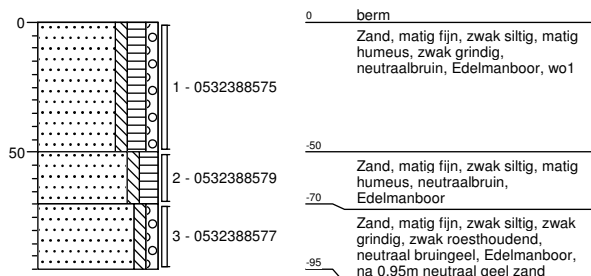 0
50
1 - 0532388575
2 - 0532388579
3 - 0532388577
0
berm
Zand, matig fijn, zwak siltig, matig
humeus, zwak grindig,
neutraalbruin, Edelmanboor, wo1
-50
Zand, matig fijn, zwak siltig, matig
humeus, neutraalbruin,
Edelmanboor
-70
Zand, matig fijn, zwak siltig, zwak
grindig, zwak roesthoudend,
neutraal bruingeel, Edelmanboor,
na 0.95m neutraal geel zand
-95